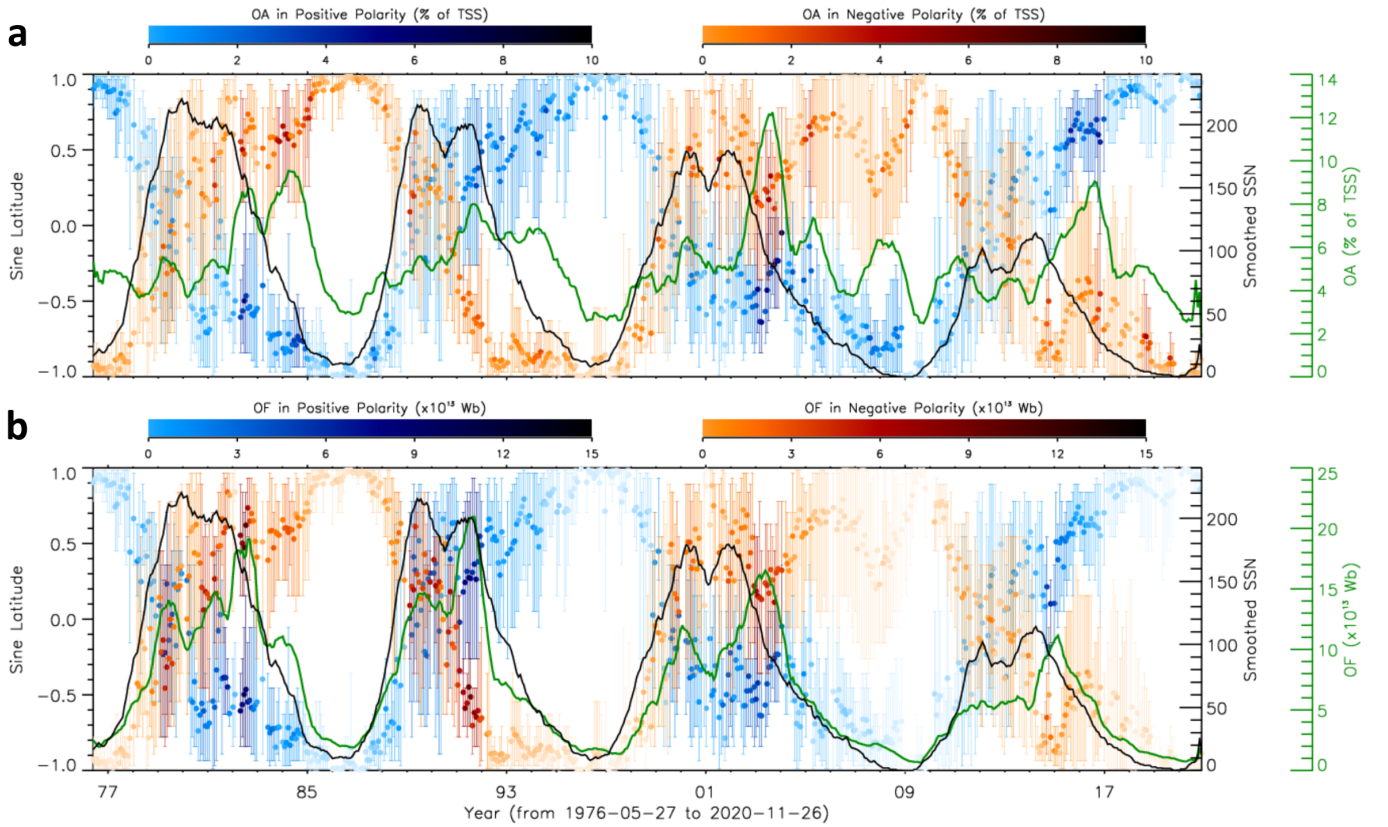 a
OA in Positive Polarity (% of TSS)
OA in Negative Polarity (% of TSS)
0 2 4 6 8 10
0 2 4 6 8 10
1.0
0.5
0.0
−0.5
−1.0
Sine Latitude
200
150
100
50
0
Smoothed SSN
14
12
10
8
6
4
2
0
OA (% of TSS)
b
OF in Positive Polarity (x10¹³ Wb)
OF in Negative Polarity (x10¹³ Wb)
0 3 6 9 12 15
0 3 6 9 12 15
1.0
0.5
0.0
−0.5
−1.0
Sine Latitude
200
150
100
50
0
Smoothed SSN
25
20
15
10
5
0
OF (x10¹³ Wb)
77 85 93 01 09 17
Year (from 1976−05−27 to 2020−11−26)